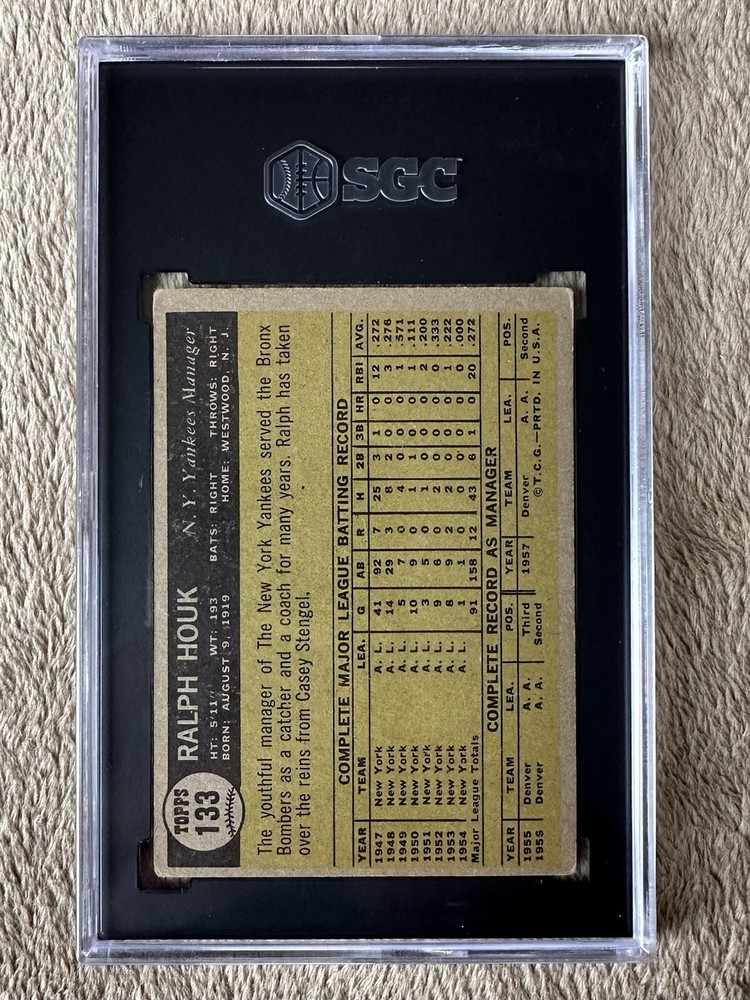 SGC
TOPPS
133
RALPH HOUK N. Y. Yankees Manager
HT: 5'11" WT: 193 BATS: RIGHT THROWS: RIGHT
BORN: AUGUST 9, 1919 HOME: WESTWOOD, N. J.
The youthful manager of The New York Yankees served the Bronx
Bombers as a catcher and a coach for many years. Ralph has taken
over the reins from Casey Stengel.
COMPLETE MAJOR LEAGUE BATTING RECORD
YEAR TEAM LEA. G AB R H 2B 3B HR RBI AVG.
1947 New York A. L. 41 92 7 25 3 1 0 12 .272
1948 New York A. L. 14 29 3 8 2 0 0 3 .276
1949 New York A. L. 5 7 0 4 0 0 0 1 .571
1950 New York A. L. 10 9 0 1 1 0 0 1 .111
1951 New York A. L. 3 5 0 1 0 0 0 2 .200
1952 New York A. L. 9 6 0 2 0 0 0 0 .333
1953 New York A. L. 8 9 2 2 0 0 0 1 .222
1954 New York A. L. 1 1 0 0 0 0 0 0 .000
Major League Totals 91 158 12 43 6 1 0 20 .272
COMPLETE RECORD AS MANAGER
YEAR TEAM LEA. POS. YEAR TEAM LEA. POS.
1955 Denver A. A. Third 1957 Denver A. A. Second
1956 Denver A. A. Second
©T.C.G.—PRTD. IN U.S.A.